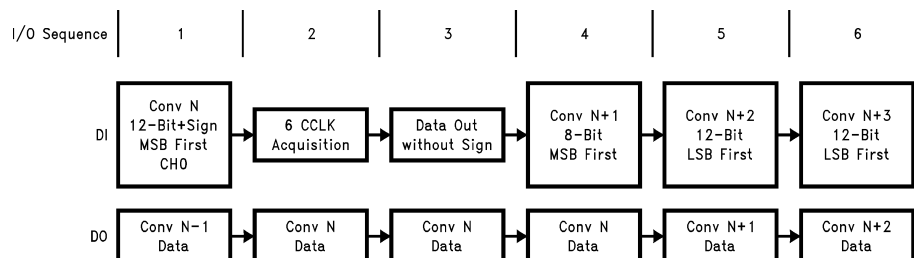 I/O Sequence 1 2 3 4 5 6
DI
Conv N
12-Bit+Sign
MSB First
CH0
6 CCLK
Acquisition
Data Out
without Sign
Conv N+1
8-Bit
MSB First
Conv N+2
12-Bit
LSB First
Conv N+3
12-Bit
LSB First
DO
Conv N-1
Data
Conv N
Data
Conv N
Data
Conv N
Data
Conv N+1
Data
Conv N+2
Data